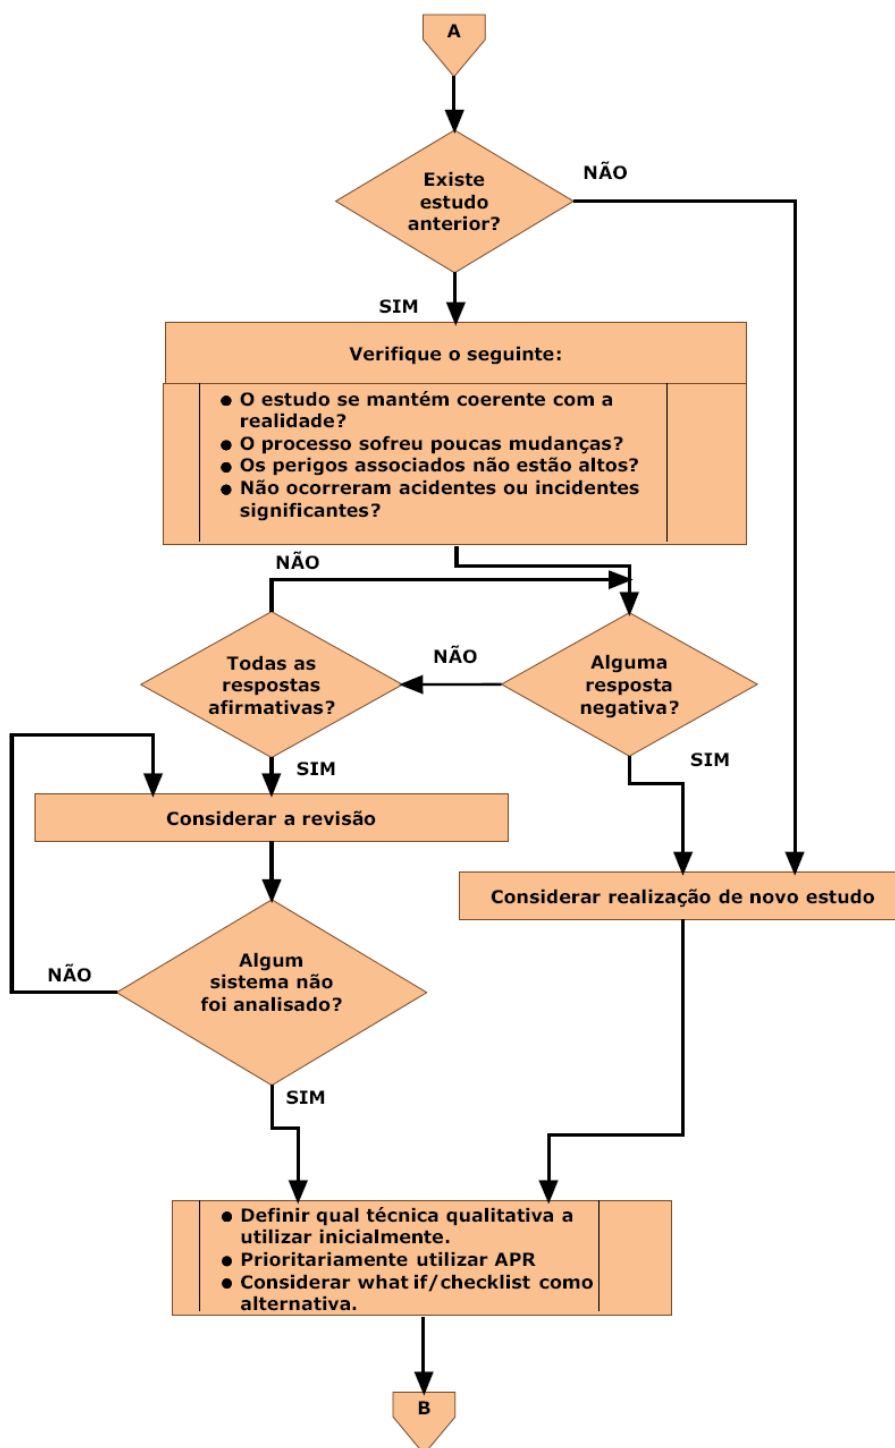 A
Existe
estudo
anterior?
NÃO
SIM
Verifique o seguinte:
● O estudo se mantém coerente com a
realidade?
● O processo sofreu poucas mudanças?
● Os perigos associados não estão altos?
● Não ocorreram acidentes ou incidentes
significantes?
NÃO
Todas as
respostas
afirmativas?
NÃO
Alguma
resposta
negativa?
SIM
SIM
Considerar a revisão
Considerar realização de novo estudo
Algum
sistema não
foi analisado?
NÃO
SIM
● Definir qual técnica qualitativa a
utilizar inicialmente.
● Prioritariamente utilizar APR
● Considerar what if/checklist como
alternativa.
B